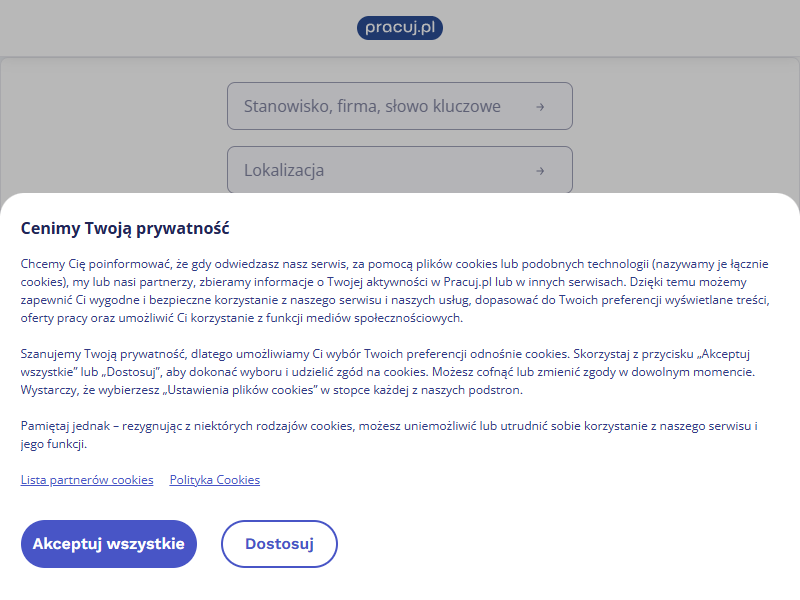 pracuj.pl
Stanowisko, firma, słowo kluczowe
Lokalizacja
Cenimy Twoją prywatność
Chcemy Cię poinformować, że gdy odwiedzasz nasz serwis, za pomocą plików cookies lub podobnych technologii (nazywamy je łącznie
cookies), my lub nasi partnerzy, zbieramy informacje o Twojej aktywności w Pracuj.pl lub w innych serwisach. Dzięki temu możemy
zapewnić Ci wygodne i bezpieczne korzystanie z naszego serwisu i naszych usług, dopasować do Twoich preferencji wyświetlane treści,
oferty pracy oraz umożliwić Ci korzystanie z funkcji mediów społecznościowych.
Szanujemy Twoją prywatność, dlatego umożliwiamy Ci wybór Twoich preferencji odnośnie cookies. Skorzystaj z przycisku „Akceptuj
wszystkie” lub „Dostosuj”, aby dokonać wyboru i udzielić zgód na cookies. Możesz cofnąć lub zmienić zgody w dowolnym momencie.
Wystarczy, że wybierzesz „Ustawienia plików cookies” w stopce każdej z naszych podstron.
Pamiętaj jednak – rezygnując z niektórych rodzajów cookies, możesz uniemożliwić lub utrudnić sobie korzystanie z naszego serwisu i
jego funkcji.
Lista partnerów cookies Polityka Cookies
Akceptuj wszystkie Dostosuj